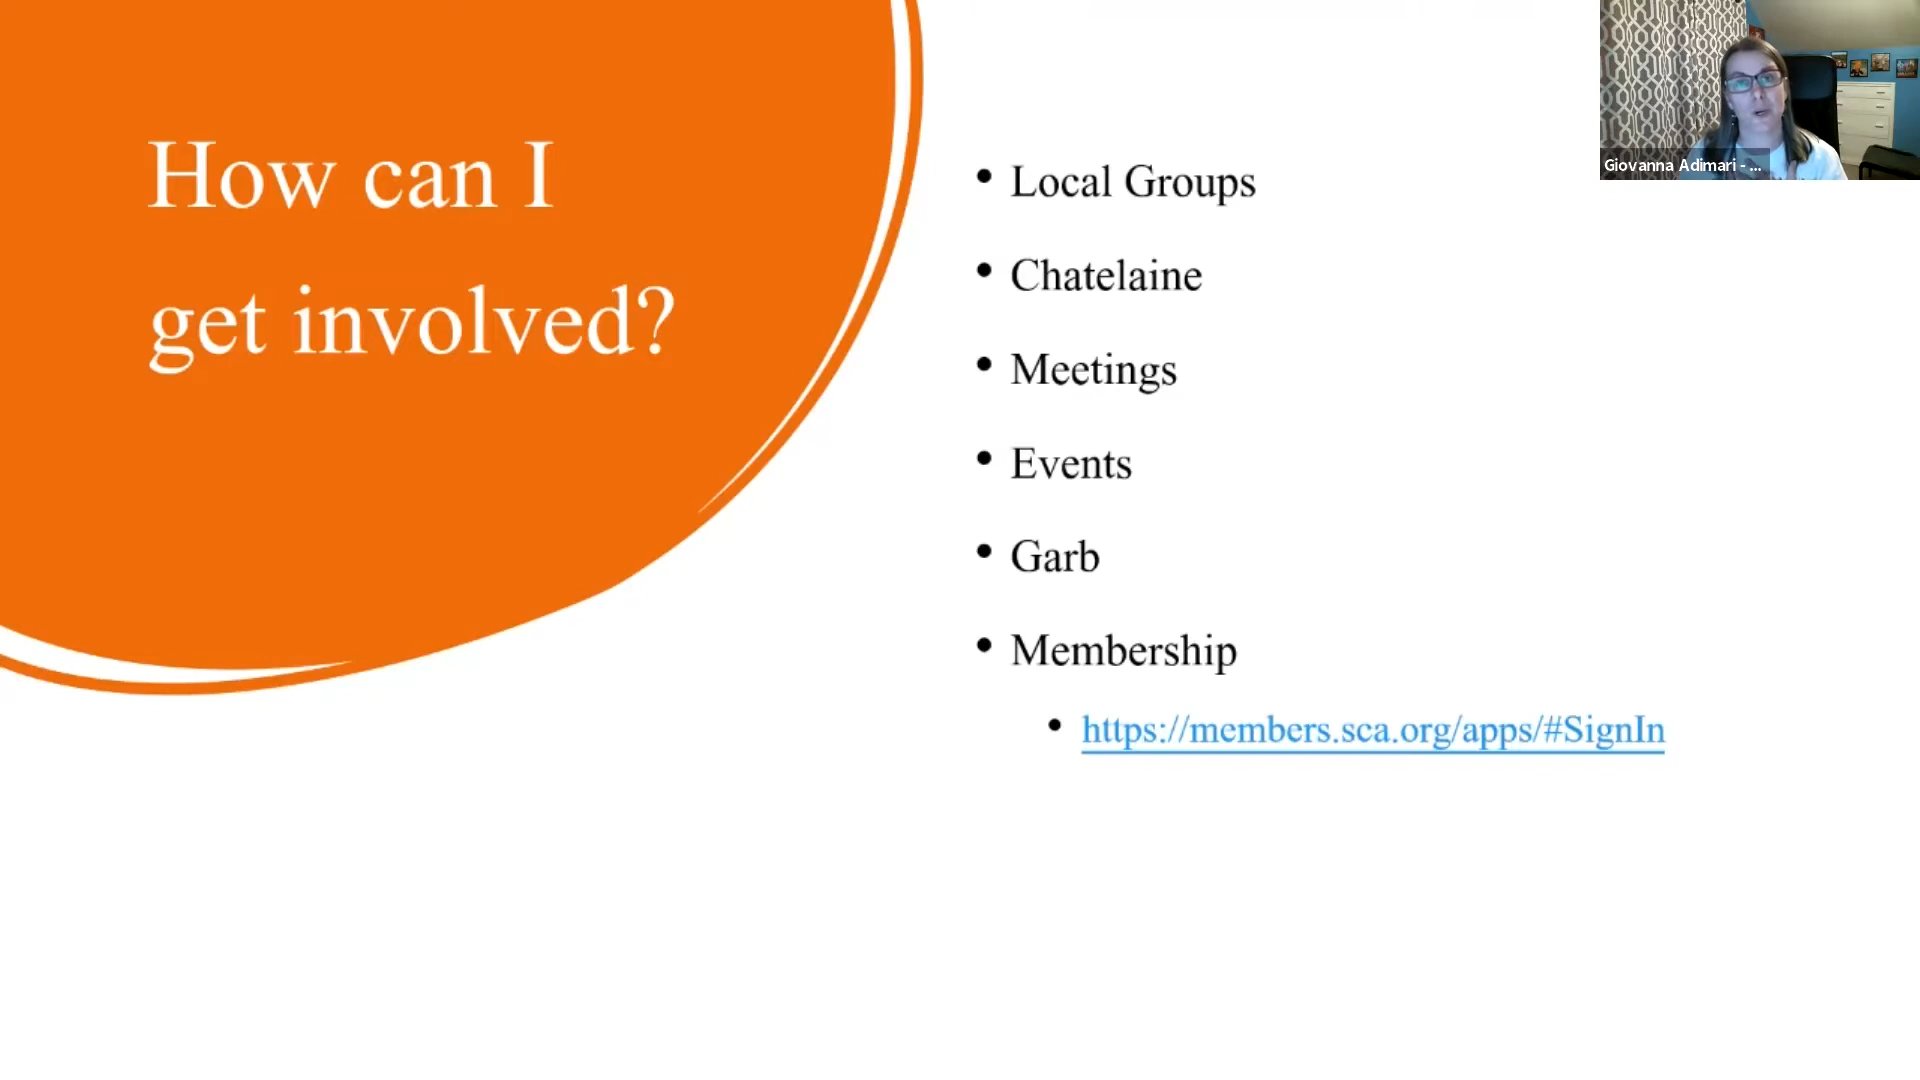 How can I
get involved?
• Local Groups
• Chatelaine
• Meetings
• Events
• Garb
• Membership
• https://members.sca.org/apps/#SignIn
Giovanna Adimari - ...